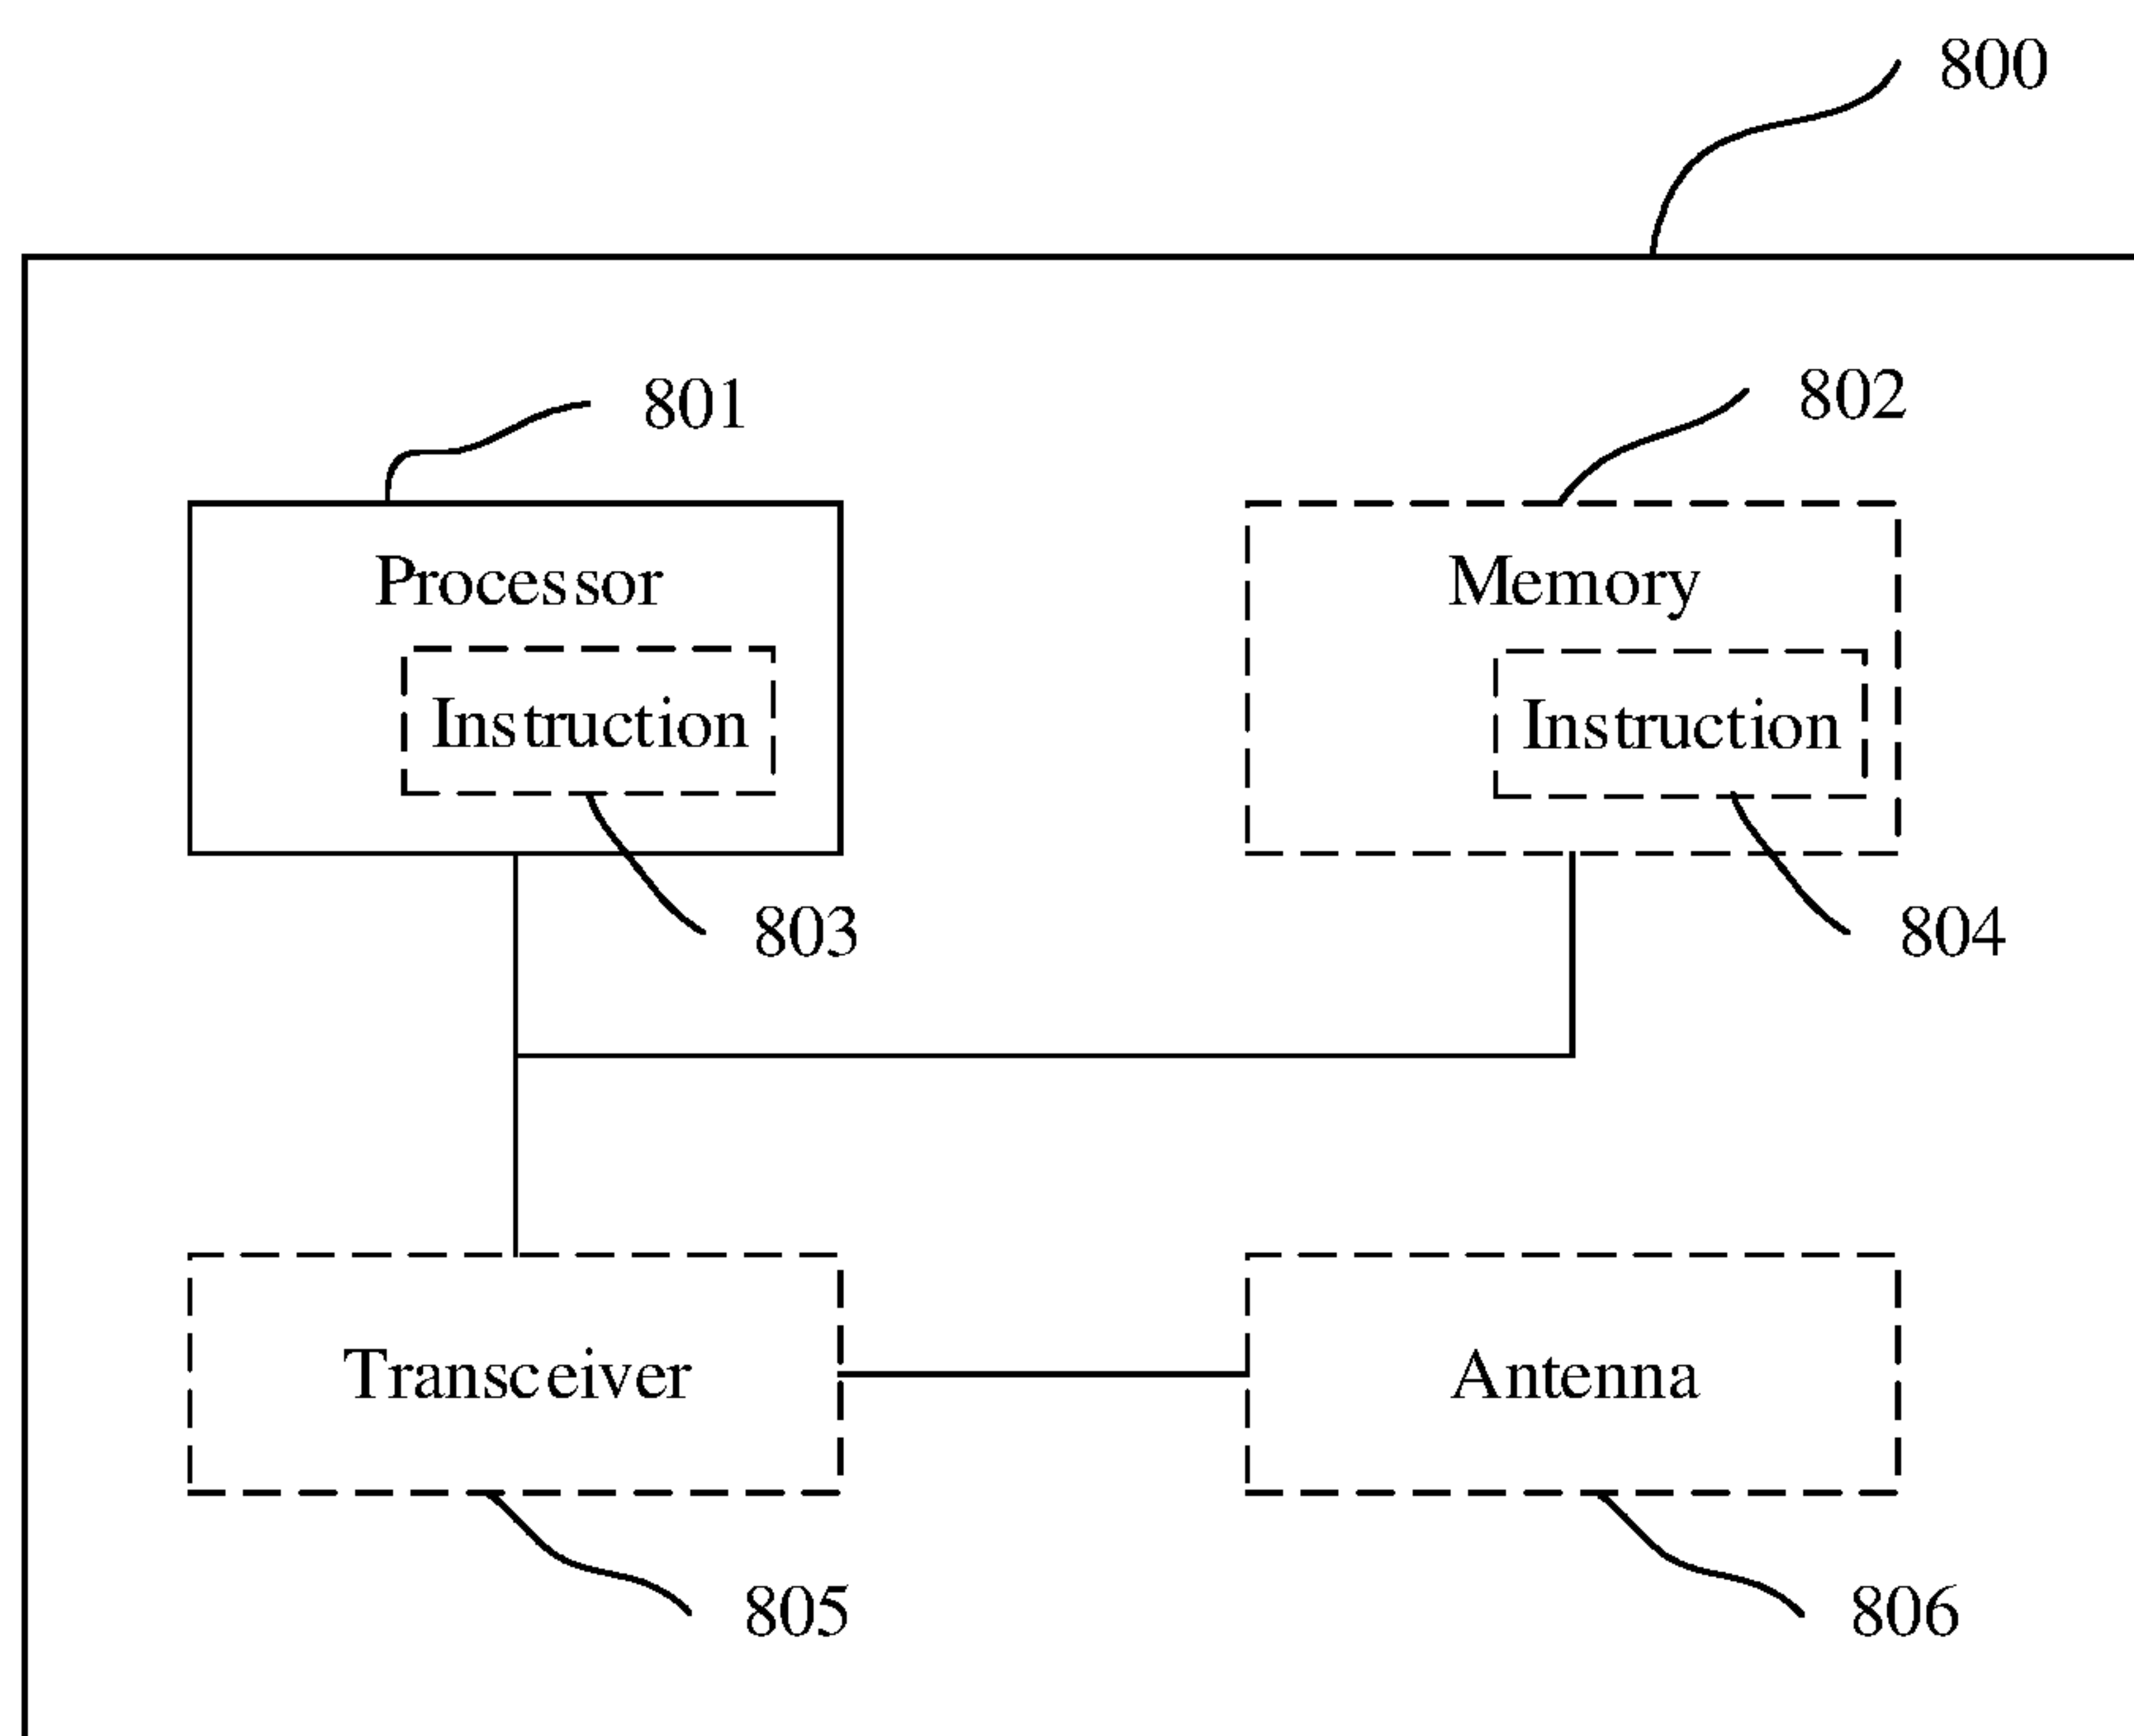 800
801
802
Processor
Memory
Instruction
Instruction
803
804
Transceiver
Antenna
805
806